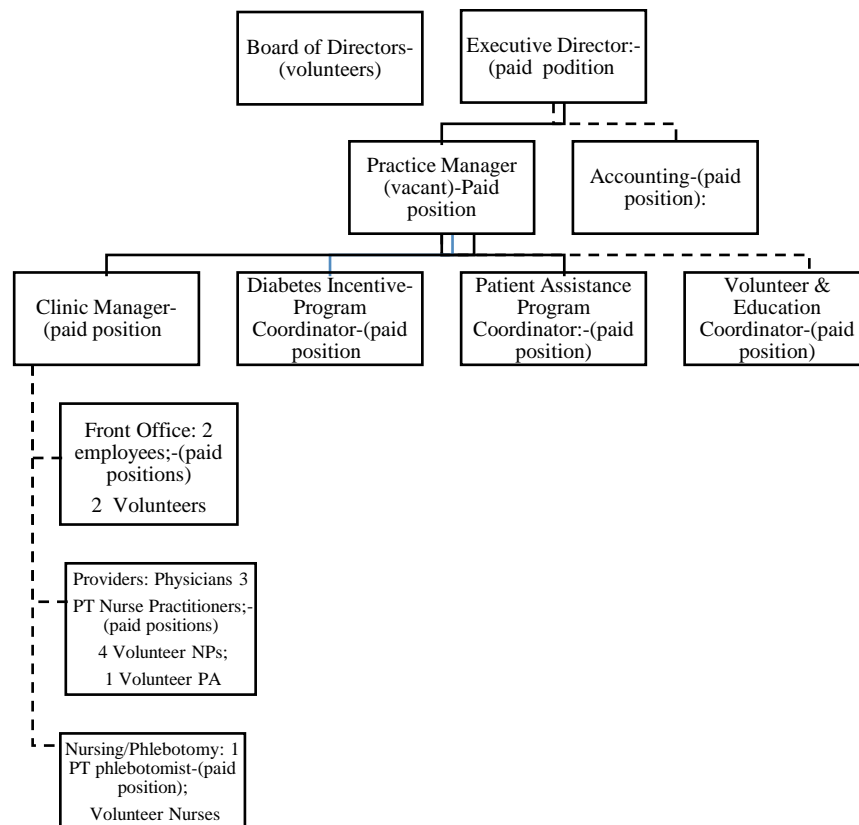 Board of Directors-
(volunteers)
Executive Director:-
(paid podition
Practice Manager
(vacant)-Paid
position
Accounting-(paid
position):
Clinic Manager-
(paid position
Diabetes Incentive-
Program
Coordinator-(paid
position
Patient Assistance
Program
Coordinator:-(paid
position)
Volunteer &
Education
Coordinator-(paid
position)
Front Office: 2
employees;-(paid
positions)
2 Volunteers
Providers: Physicians 3
PT Nurse Practitioners;-
(paid positions)
4 Volunteer NPs;
1 Volunteer PA
Nursing/Phlebotomy: 1
PT phlebotomist-(paid
position);
Volunteer Nurses